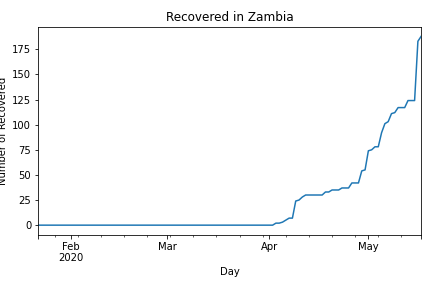 Recovered in Zambia
Number of Recovered
175
150
125
100
75
50
25
0
Feb
2020
Mar
Apr
May
Day